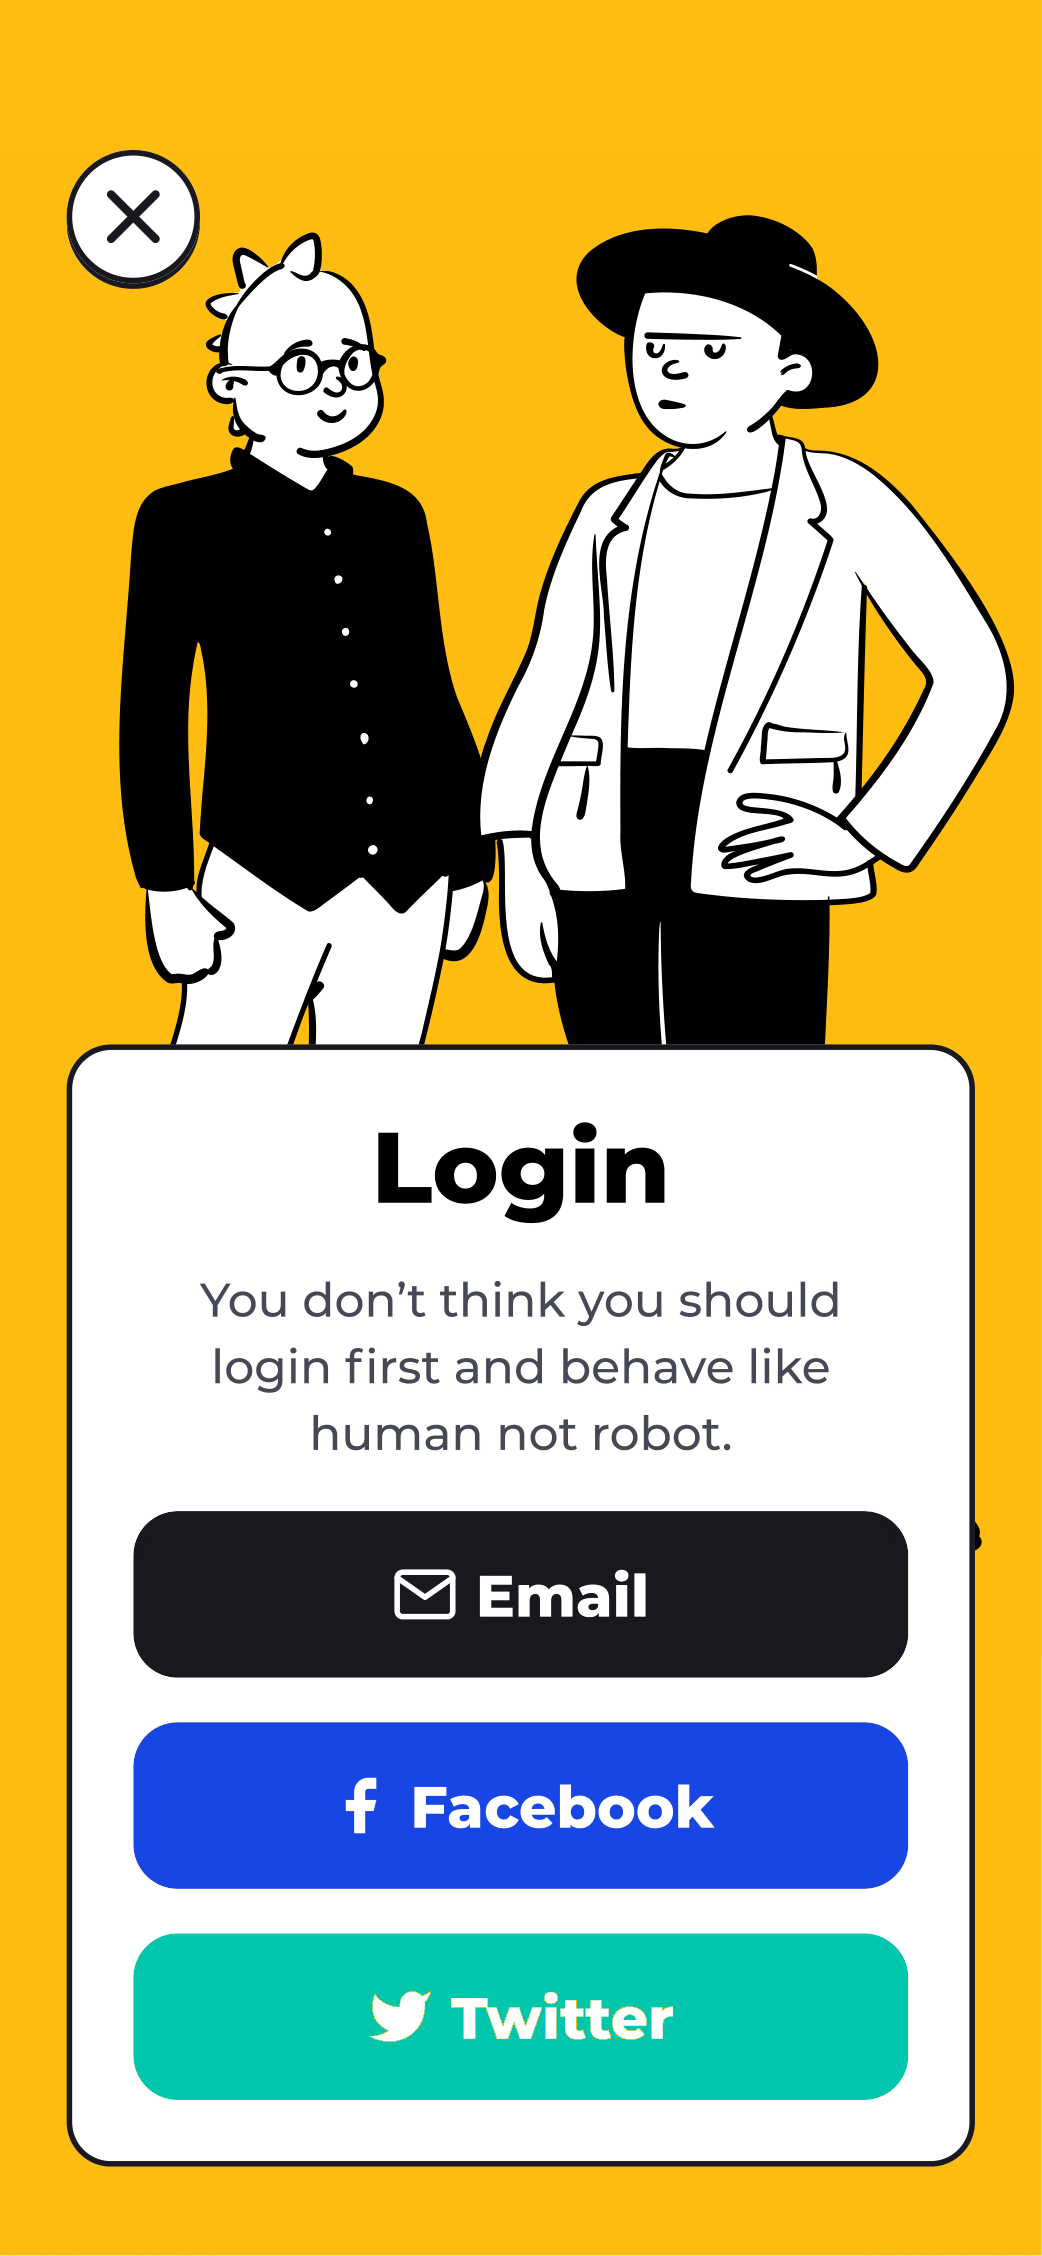 Login
You don’t think you should
login first and behave like
human not robot.
Email
Facebook
Twitter